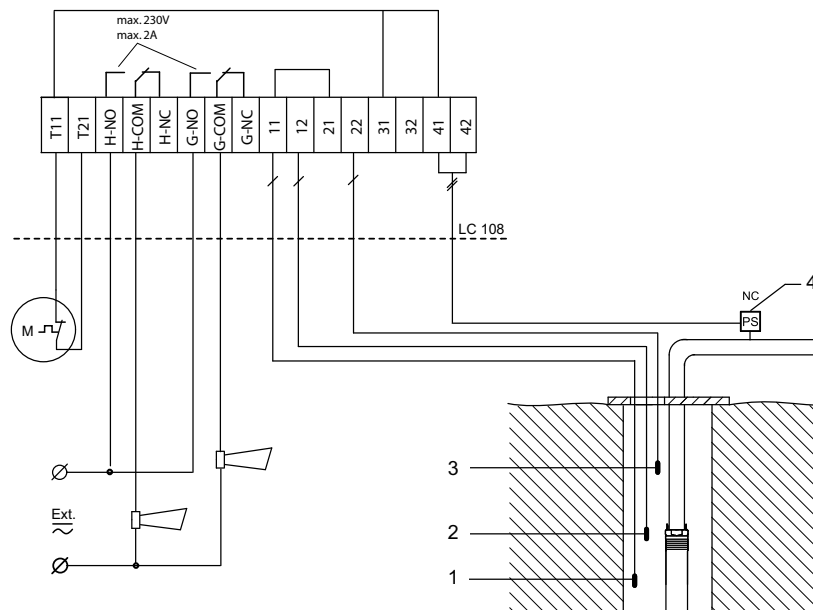 max. 230V
max. 2A
T11
T21
H-NO
H-COM
H-NC
G-NO
G-COM
G-NC
11
12
21
22
31
32
41
42
LC 108
M
NC
4
PS
3
Ext.
2
1